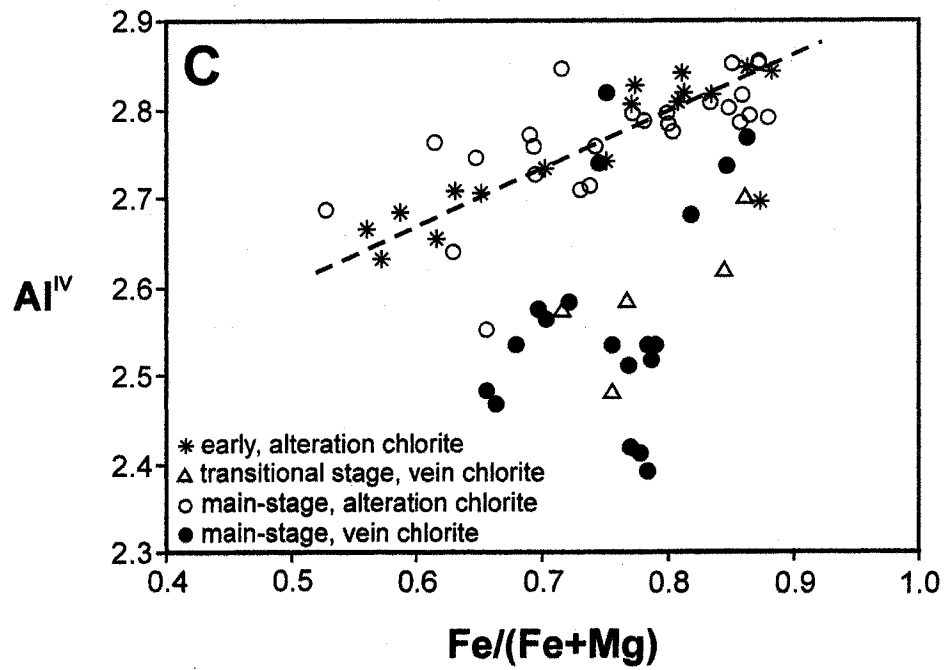 C
2.9
2.8
2.7
2.6
2.5
2.4
2.3
Al^IV
early, alteration chlorite
transitional stage, vein chlorite
main-stage, alteration chlorite
main-stage, vein chlorite
0.4 0.5 0.6 0.7 0.8 0.9 1.0
Fe/(Fe+Mg)